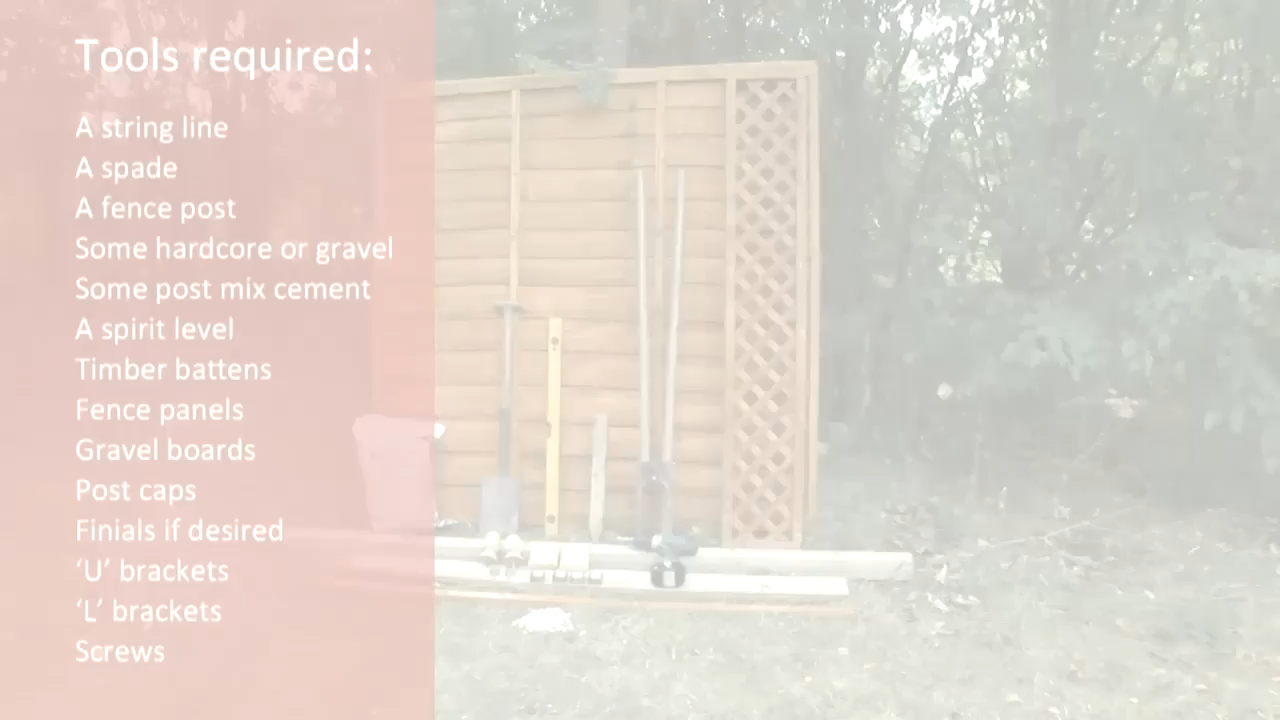 Tools required:
A string line
A spade
A fence post
Some hardcore or gravel
Some post mix cement
A spirit level
Timber battens
Fence panels
Gravel boards
Post caps
Finials if desired
‘U’ brackets
‘L’ brackets
Screws